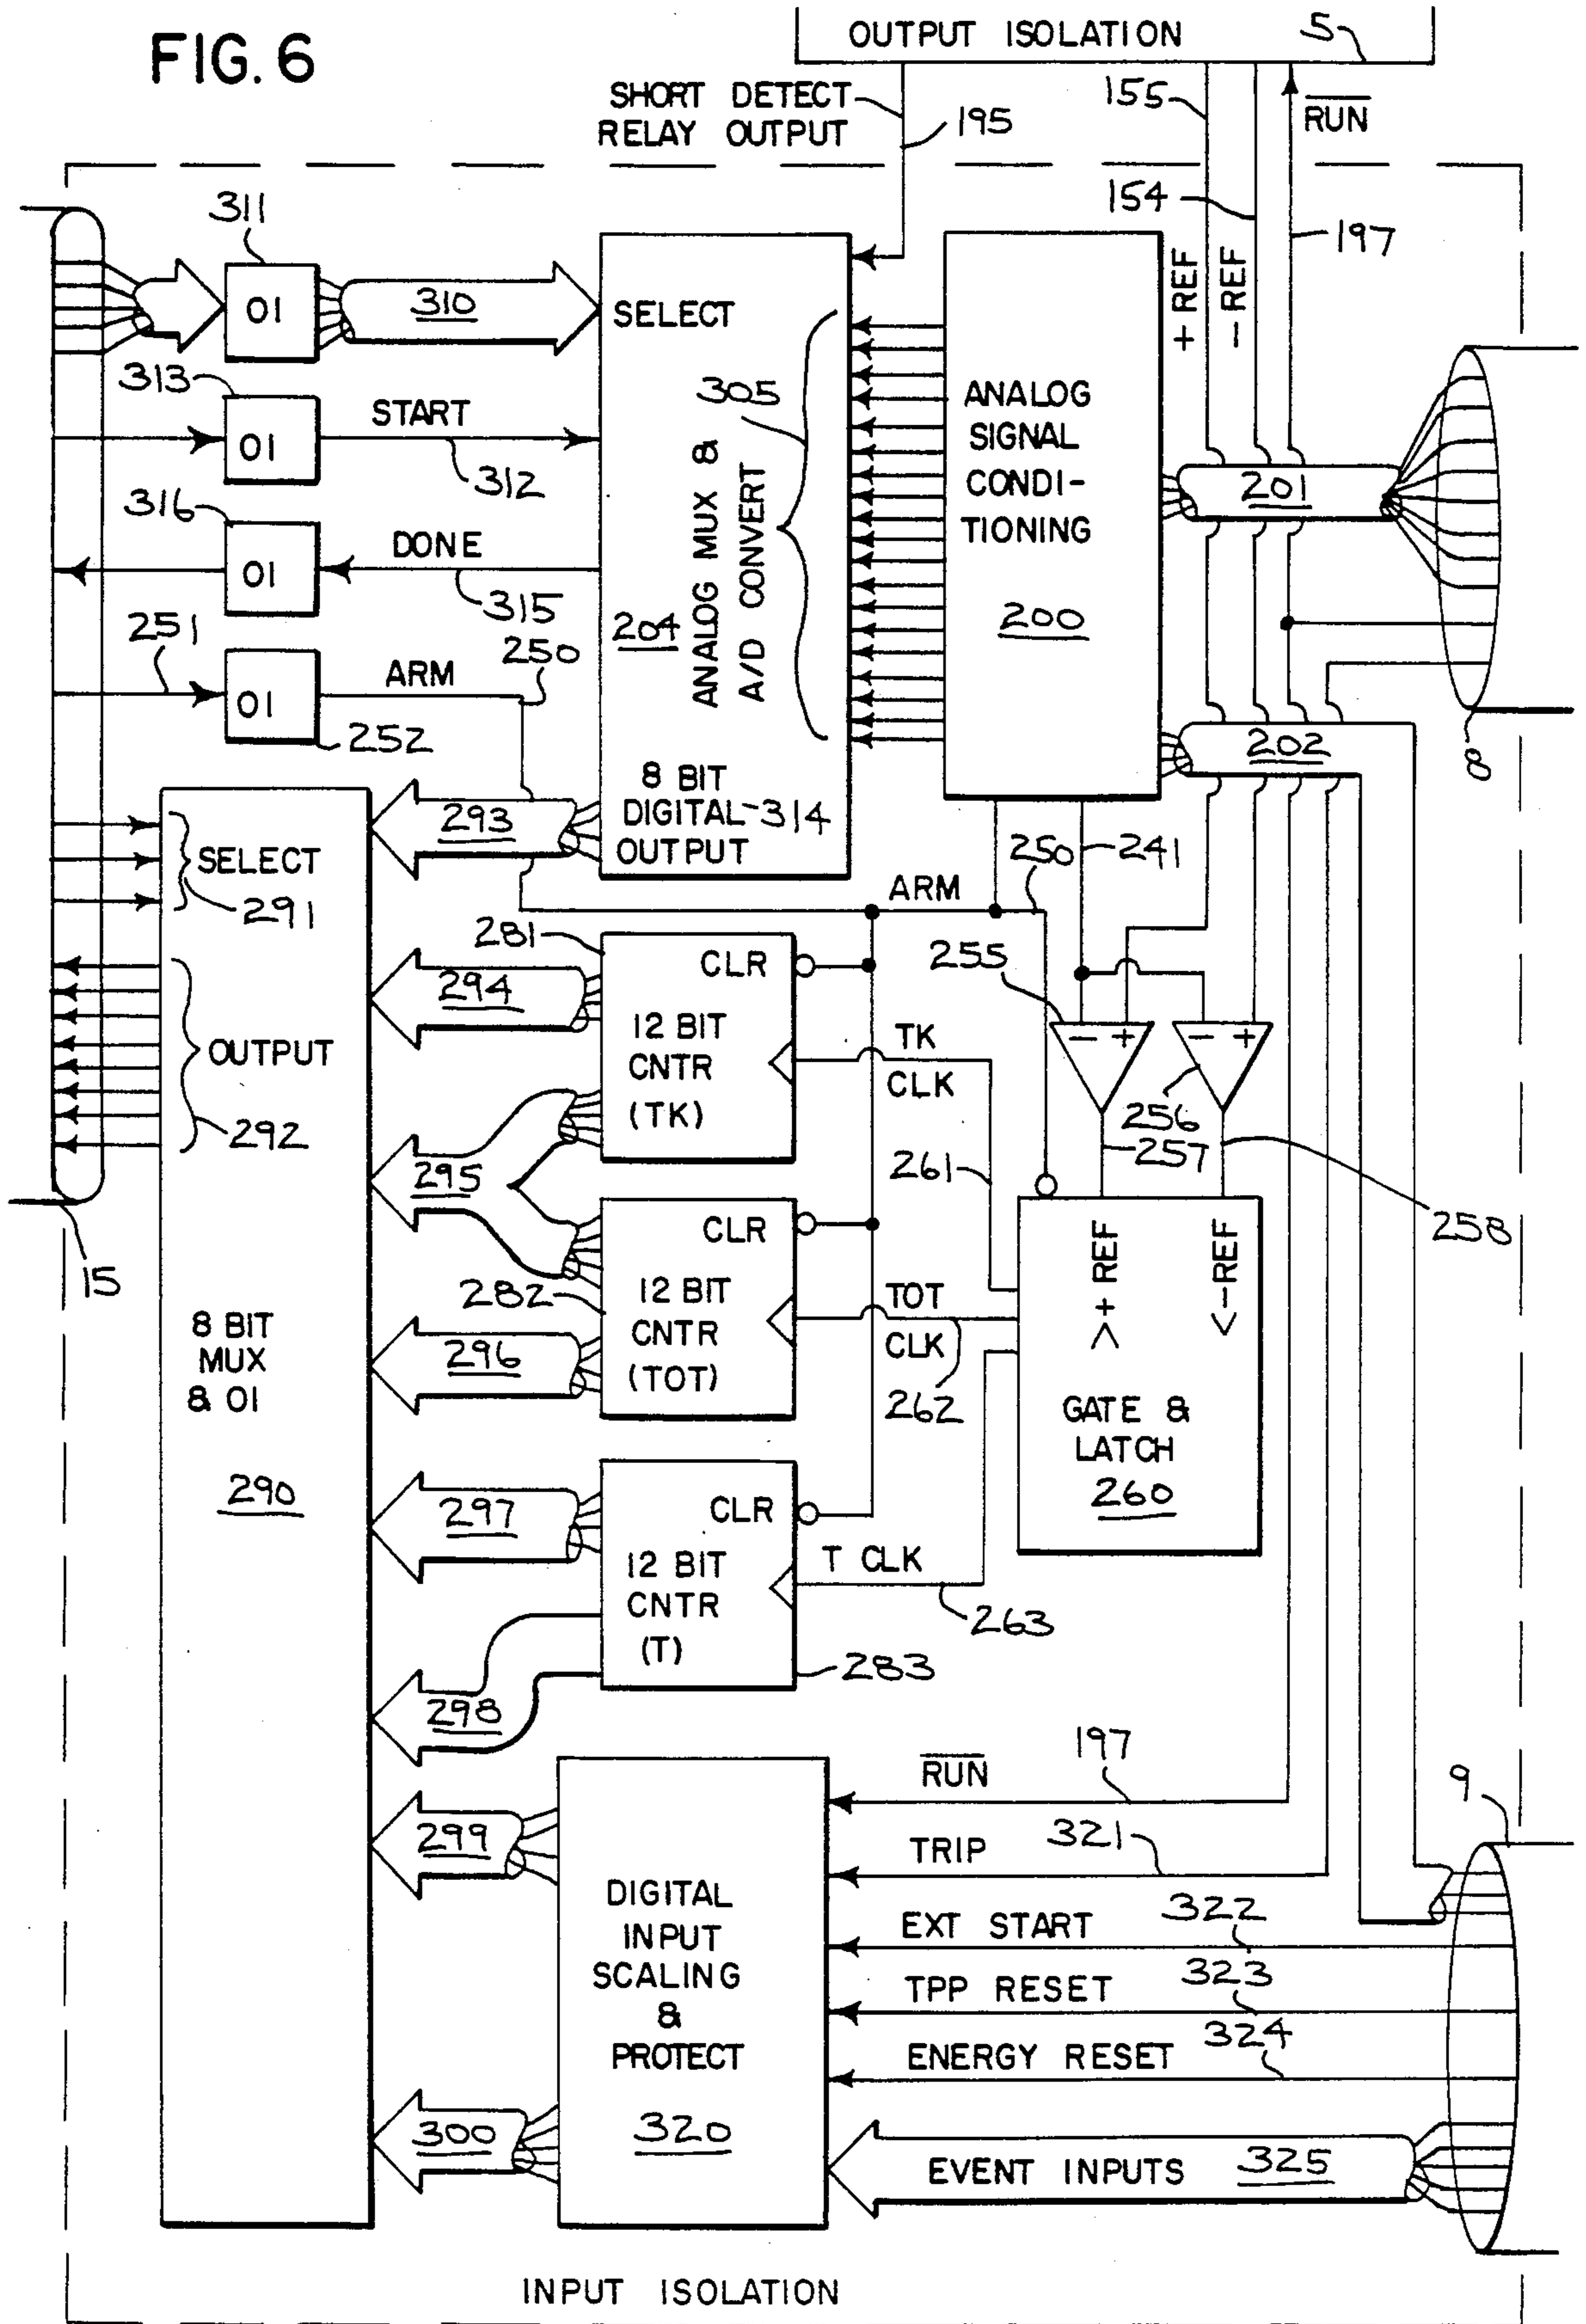 FIG. 6
OUTPUT ISOLATION
5
SHORT DETECT
RELAY OUTPUT
195
155
RUN
154
197
+REF
-REF
311
OI
310
SELECT
313
OI
START
312
316
OI
DONE
315
251
OI
ARM
250
252
305
204
ANALOG MUX &
A/D CONVERT
8 BIT
DIGITAL
OUTPUT
314
ANALOG
SIGNAL
CONDI-
TIONING
200
201
202
8
293
SELECT
291
250
241
ARM
281
294
CLR
12 BIT
CNTR
(TK)
TK
CLK
255
- +
- +
256
257
258
OUTPUT
292
295
261
15
282
CLR
12 BIT
CNTR
(TOT)
TOT
CLK
262
296
>+REF
<-REF
GATE &
LATCH
260
8 BIT
MUX
& OI
290
297
CLR
12 BIT
CNTR
(T)
T CLK
263
283
298
RUN
197
9
299
TRIP
321
DIGITAL
INPUT
SCALING
&
PROTECT
320
EXT START
322
TPP RESET
323
ENERGY RESET
324
300
EVENT INPUTS
325
INPUT ISOLATION